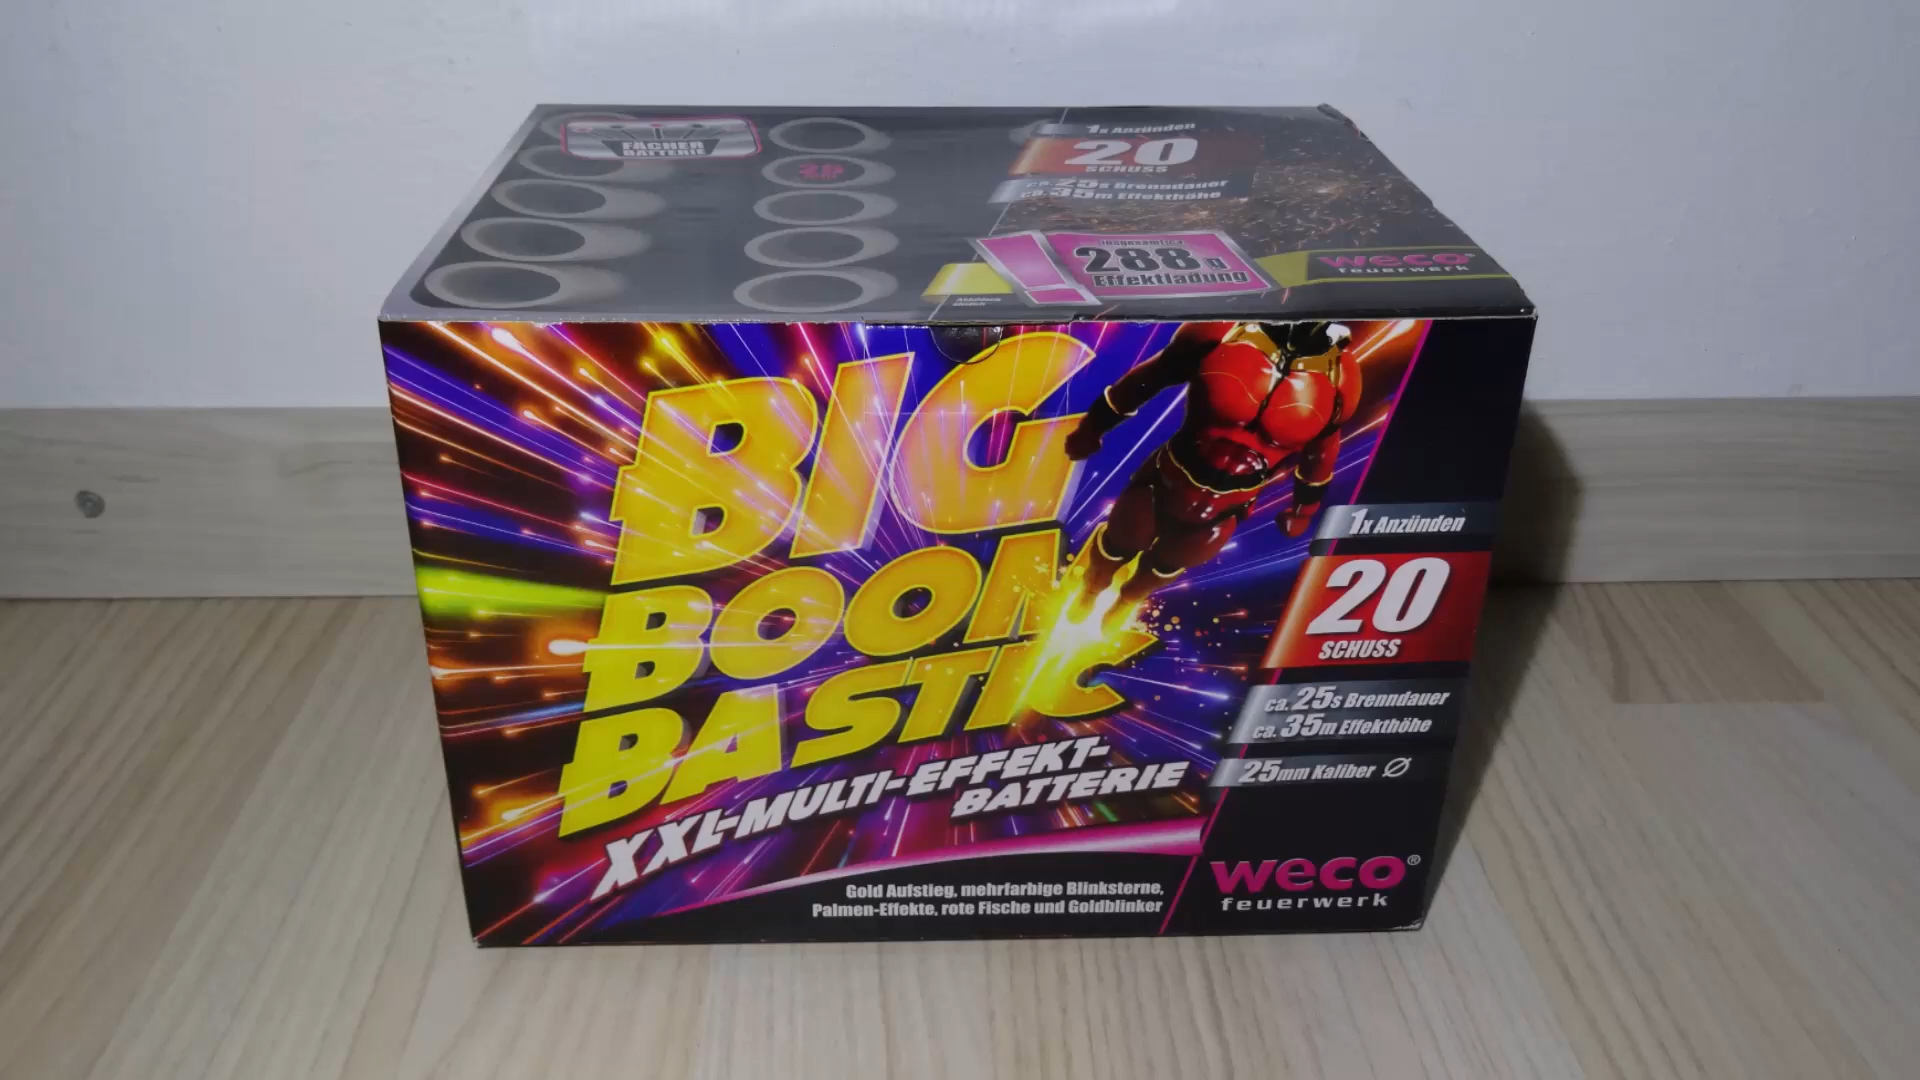 FÄCHER
BATTERIE
1x Anzünden
20
SCHUSS
ca. 25s Brenndauer
ca. 35m Effekthöhe
insgesamt ca.
288g
Effektladung
weco
feuerwerk
BIG
BOOM
BASTIC
XXL-MULTI-EFFEKT-
BATTERIE
Gold Aufstieg, mehrfarbige Blinksterne,
Palmen-Effekte, rote Fische und Goldblinker
1x Anzünden
20
SCHUSS
ca. 25s Brenndauer
ca. 35m Effekthöhe
25mm Kaliber Ø
weco®
feuerwerk